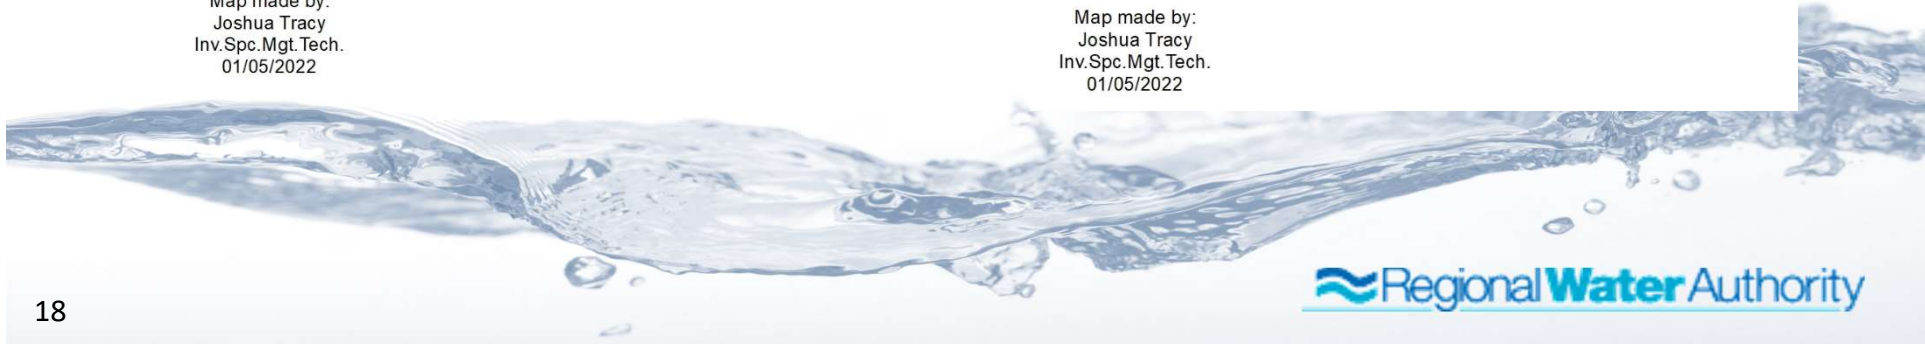 Map made by:
Joshua Tracy
Inv.Spc.Mgt.Tech.
01/05/2022
Map made by:
Joshua Tracy
Inv.Spc.Mgt.Tech.
01/05/2022
Regional Water Authority
18